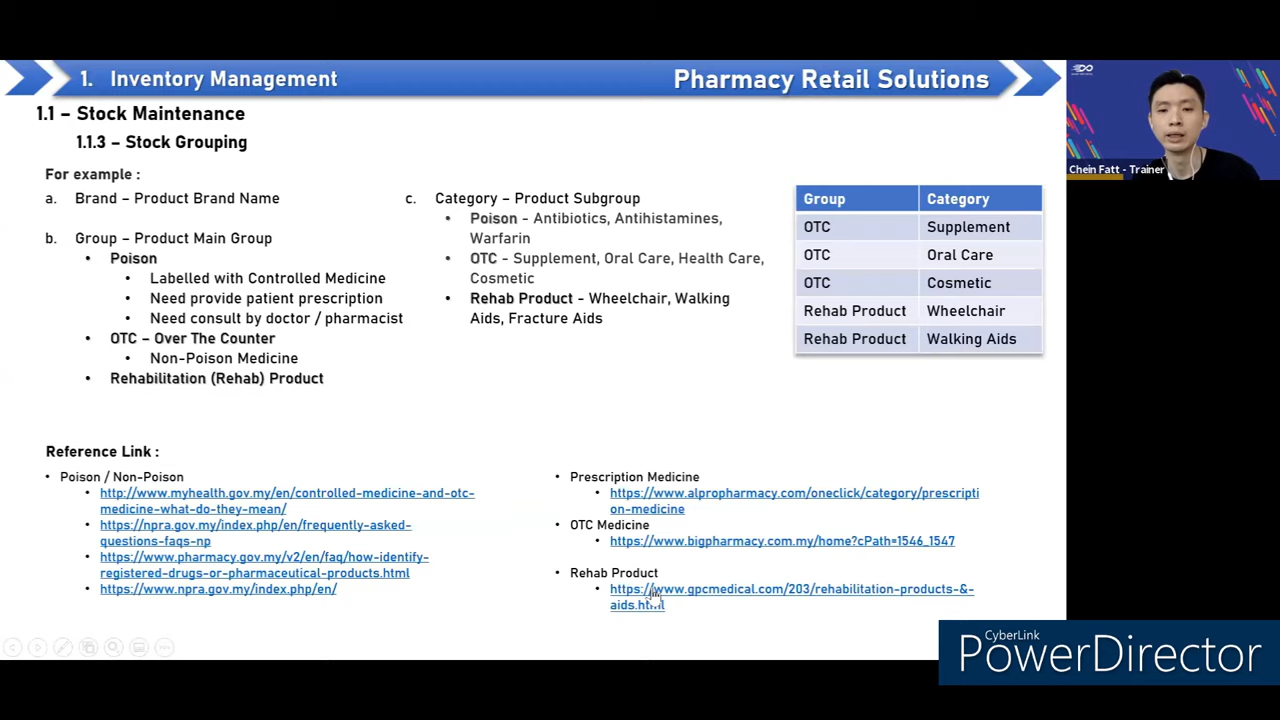 1. Inventory Management
Pharmacy Retail Solutions
1.1 – Stock Maintenance
1.1.3 – Stock Grouping
For example :
a. Brand – Product Brand Name
b. Group – Product Main Group
• Poison
• Labelled with Controlled Medicine
• Need provide patient prescription
• Need consult by doctor / pharmacist
• OTC – Over The Counter
• Non-Poison Medicine
• Rehabilitation (Rehab) Product
c. Category – Product Subgroup
• Poison - Antibiotics, Antihistamines,
Warfarin
• OTC - Supplement, Oral Care, Health Care,
Cosmetic
• Rehab Product - Wheelchair, Walking
Aids, Fracture Aids
Group Category
OTC Supplement
OTC Oral Care
OTC Cosmetic
Rehab Product Wheelchair
Rehab Product Walking Aids
Chein Fatt - Trainer
Reference Link :
• Poison / Non-Poison
• http://www.myhealth.gov.my/en/controlled-medicine-and-otc-
medicine-what-do-they-mean/
• https://npra.gov.my/index.php/en/frequently-asked-
questions-faqs-np
• https://www.pharmacy.gov.my/v2/en/faq/how-identify-
registered-drugs-or-pharmaceutical-products.html
• https://www.npra.gov.my/index.php/en/
• Prescription Medicine
• https://www.alpropharmacy.com/oneclick/category/prescripti
on-medicine
• OTC Medicine
• https://www.bigpharmacy.com.my/home?cPath=1546_1547
• Rehab Product
• https://www.gpcmedical.com/203/rehabilitation-products-&-
aids.html
CyberLink
PowerDirector